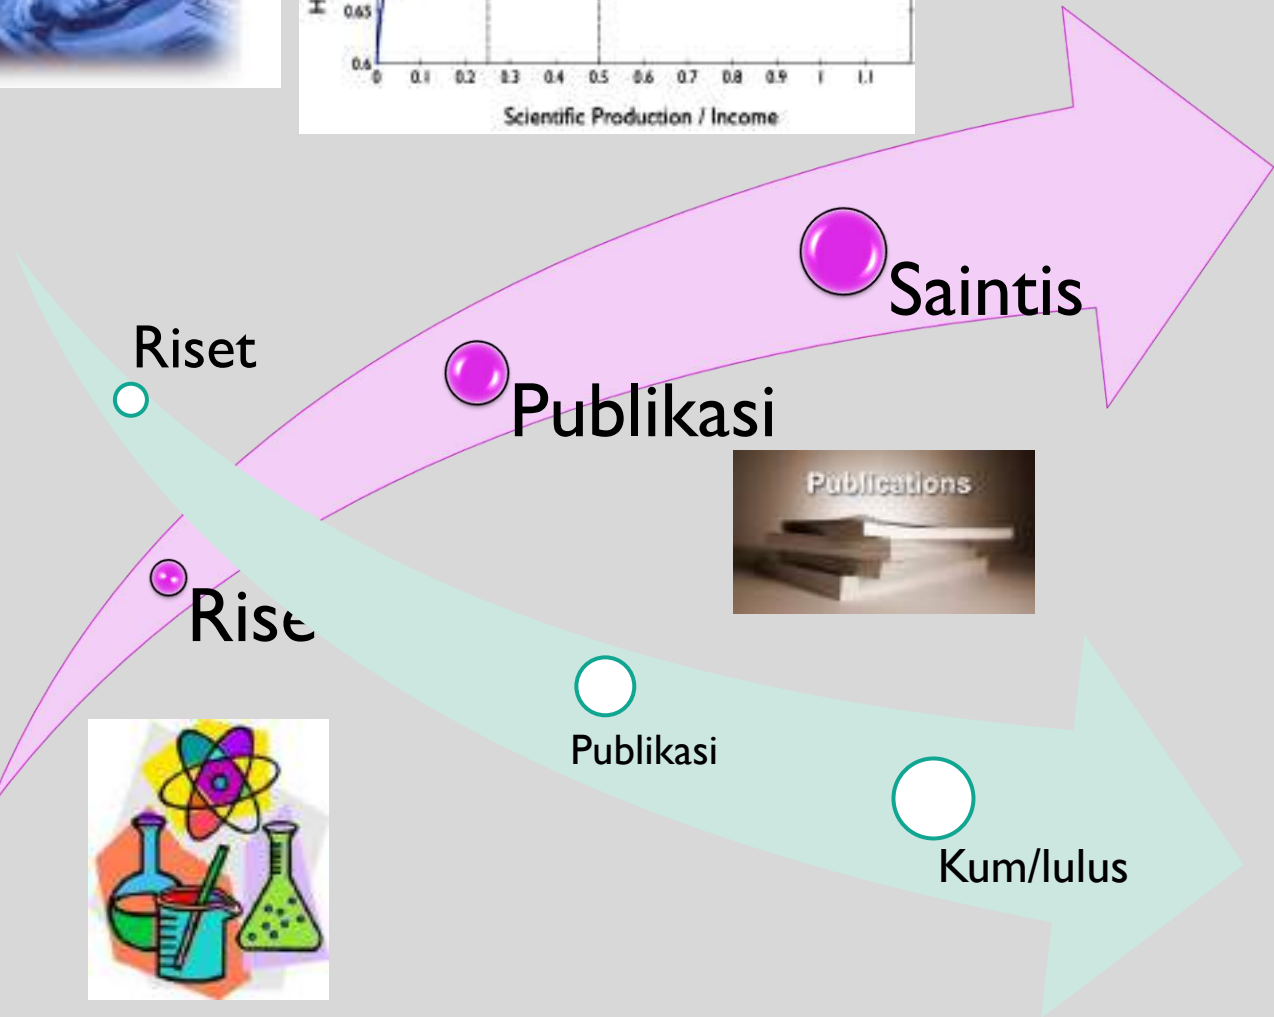 H
0.65
0.6
0 0.1 0.2 0.3 0.4 0.5 0.6 0.7 0.8 0.9 1 1.1
Scientific Production / Income
Saintis
Riset
Publikasi
Publications
Rise
Publikasi
Kum/lulus